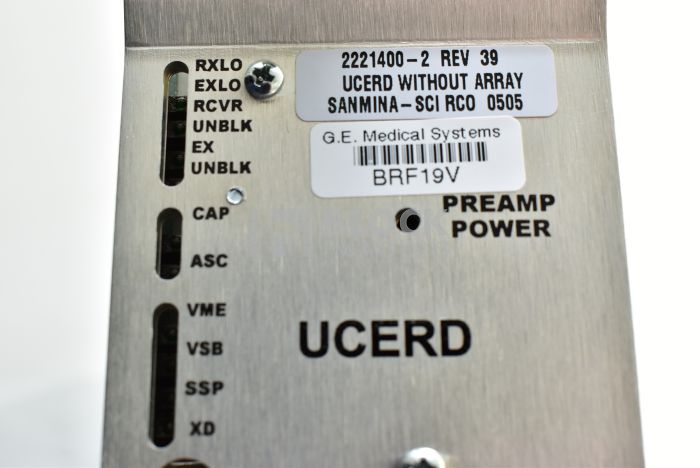 RXLO
EXLO
RCVR
UNBLK
EX
UNBLK
CAP
ASC
VME
VSB
SSP
XD
2221400-2 REV 39
UCERD WITHOUT ARRAY
SANMINA-SCI RCO 0505
G.E. Medical Systems
BRF19V
PREAMP
POWER
UCERD